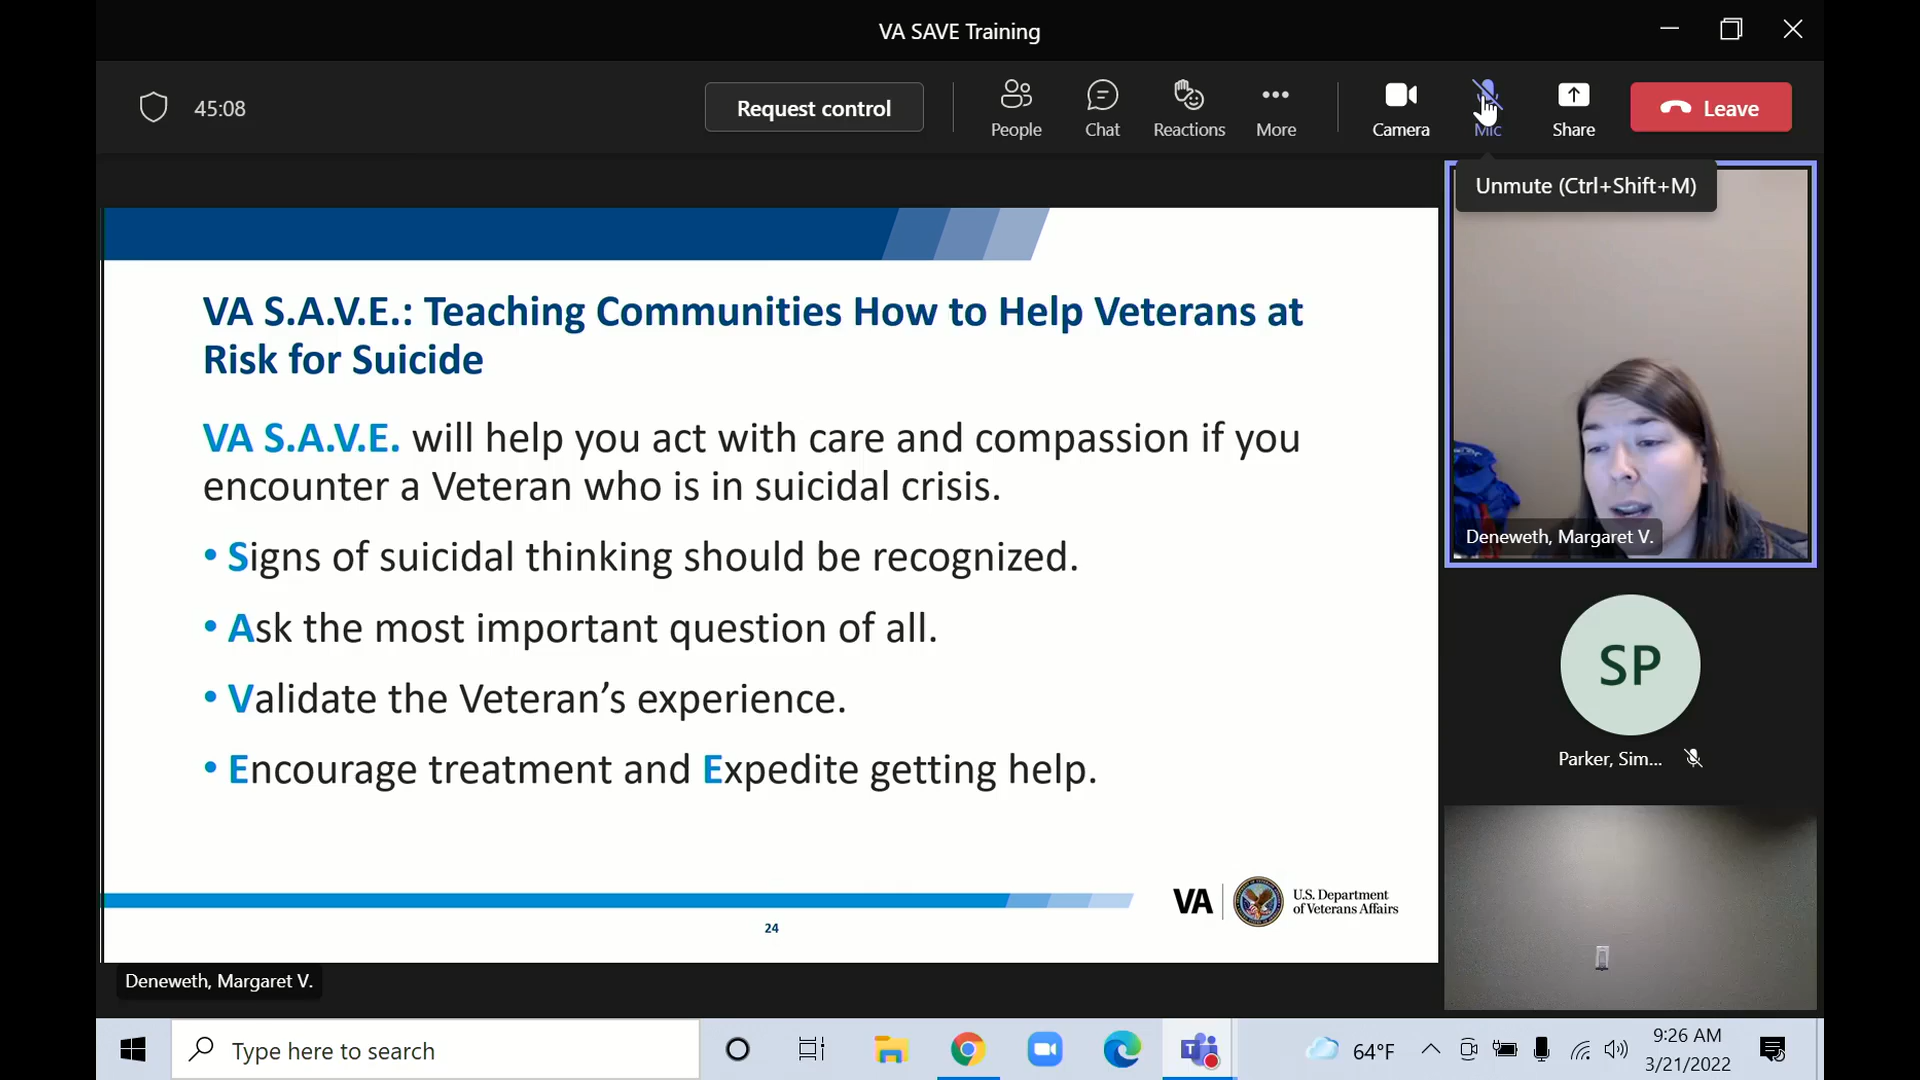 VA SAVE Training
45:08
Request control
People
Chat
Reactions
More
Camera
Mic
Share
Leave
Unmute (Ctrl+Shift+M)
VA S.A.V.E.: Teaching Communities How to Help Veterans at
Risk for Suicide
VA S.A.V.E. will help you act with care and compassion if you
encounter a Veteran who is in suicidal crisis.
• Signs of suicidal thinking should be recognized.
• Ask the most important question of all.
• Validate the Veteran’s experience.
• Encourage treatment and Expedite getting help.
VA
U.S. Department
of Veterans Affairs
24
Deneweth, Margaret V.
Deneweth, Margaret V.
SP
Parker, Sim...
Type here to search
64°F
9:26 AM
3/21/2022